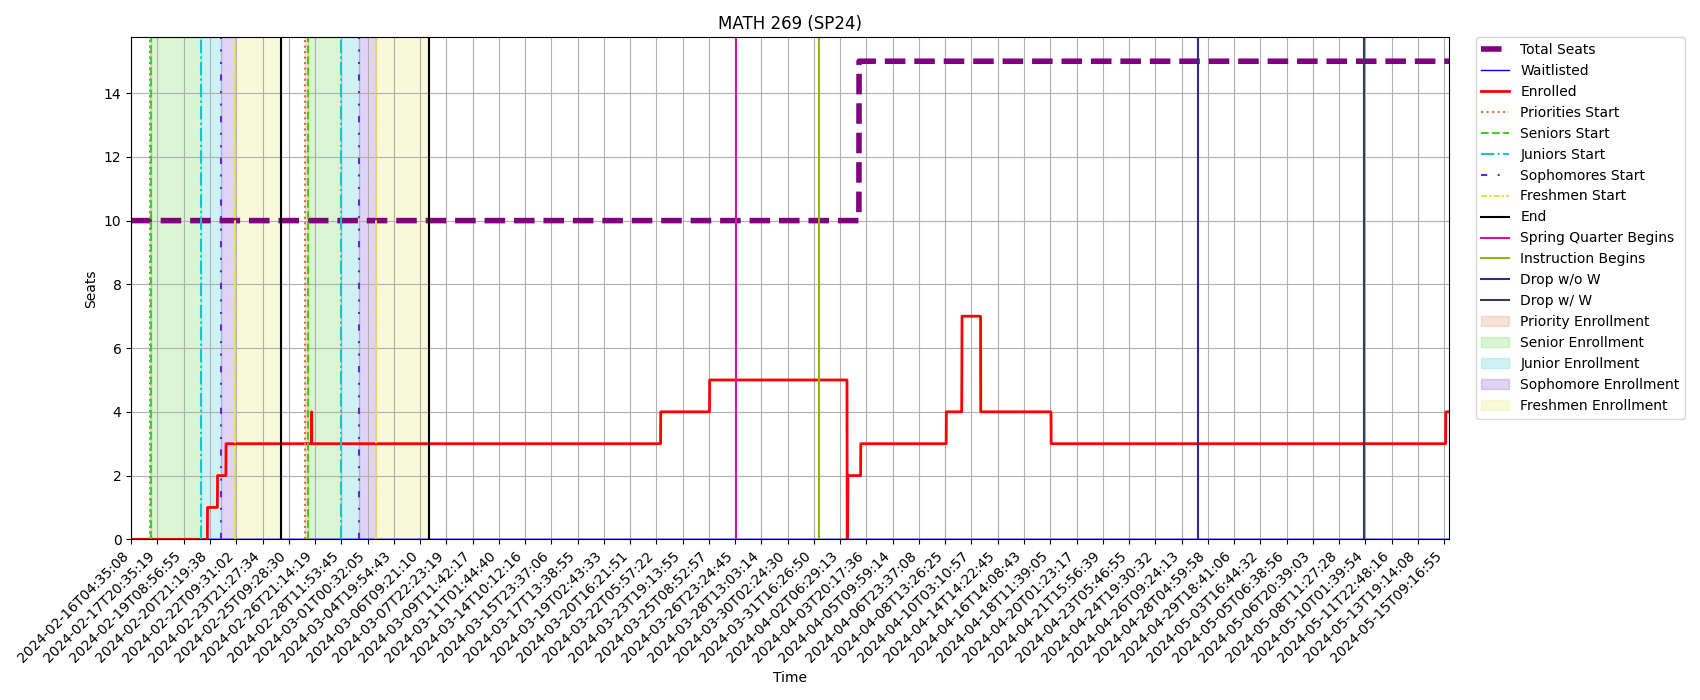 MATH 269 (SP24)
Seats
14
12
10
8
6
4
2
0
2024-02-16T04:35:08
2024-02-17T20:35:19
2024-02-19T08:56:55
2024-02-20T21:19:38
2024-02-22T09:31:02
2024-02-23T21:27:34
2024-02-25T09:28:30
2024-02-26T21:14:19
2024-02-28T11:53:45
2024-03-01T00:32:05
2024-03-04T19:54:43
2024-03-06T09:21:10
2024-03-07T22:23:19
2024-03-11T01:42:17
2024-03-14T01:44:40
2024-03-14T10:12:16
2024-03-15T23:37:06
2024-03-17T13:38:55
2024-03-19T02:43:33
2024-03-20T16:21:51
2024-03-22T05:57:22
2024-03-23T19:13:55
2024-03-25T08:52:57
2024-03-26T23:24:45
2024-03-28T13:03:14
2024-03-30T02:24:30
2024-03-31T16:26:50
2024-04-02T06:29:13
2024-04-03T20:17:36
2024-04-05T09:59:14
2024-04-06T23:37:08
2024-04-08T13:26:25
2024-04-10T03:10:57
2024-04-14T14:22:45
2024-04-16T14:08:43
2024-04-18T11:39:05
2024-04-20T01:23:17
2024-04-21T15:56:39
2024-04-23T05:46:55
2024-04-24T19:30:32
2024-04-26T09:24:13
2024-04-28T04:59:58
2024-04-29T18:41:06
2024-05-03T16:44:32
2024-05-05T06:38:56
2024-05-06T20:39:03
2024-05-08T11:27:28
2024-05-10T01:39:54
2024-05-11T22:48:16
2024-05-13T19:14:08
2024-05-15T09:16:55
Time
Total Seats
Waitlisted
Enrolled
Priorities Start
Seniors Start
Juniors Start
Sophomores Start
Freshmen Start
End
Spring Quarter Begins
Instruction Begins
Drop w/o W
Drop w/ W
Priority Enrollment
Senior Enrollment
Junior Enrollment
Sophomore Enrollment
Freshmen Enrollment